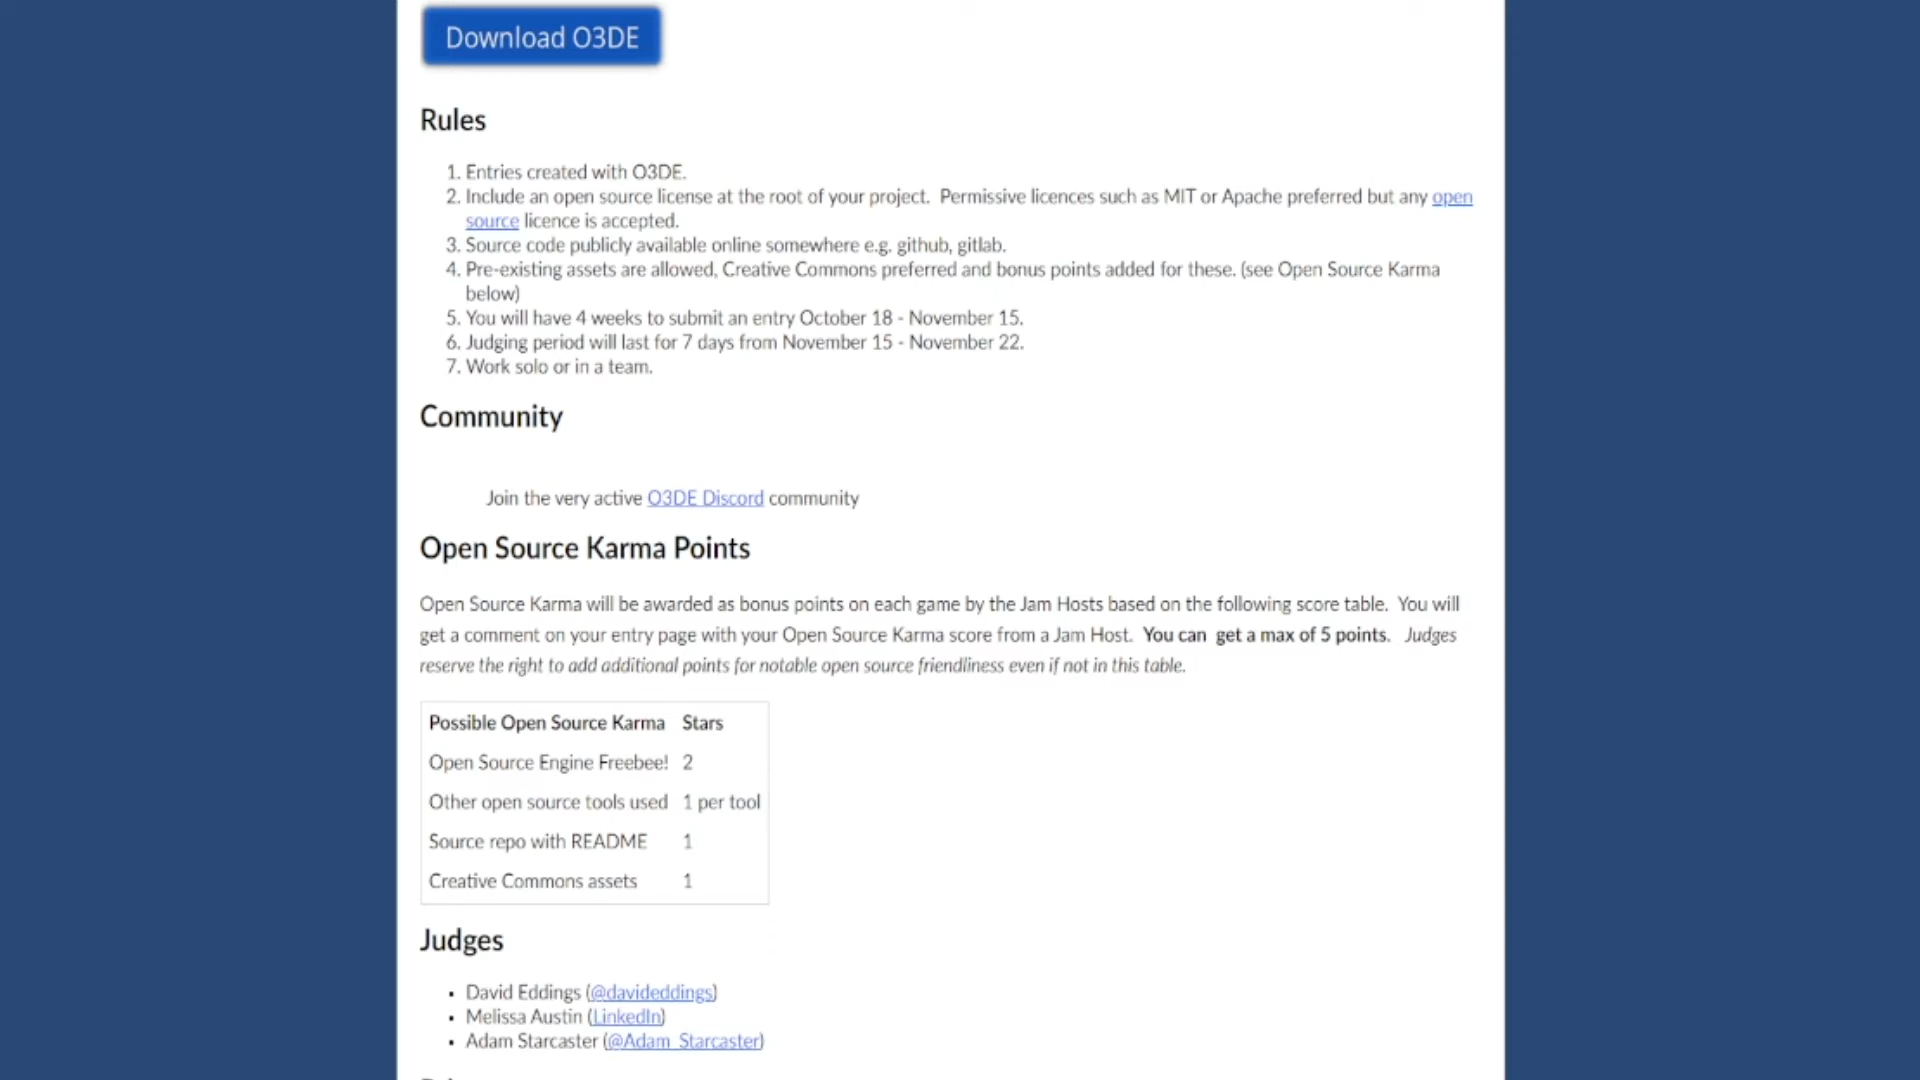 Download O3DE
Rules
1. Entries created with O3DE.
2. Include an open source license at the root of your project.  Permissive licences such as MIT or Apache preferred but any open
source licence is accepted.
3. Source code publicly available online somewhere e.g. github, gitlab.
4. Pre-existing assets are allowed, Creative Commons preferred and bonus points added for these. (see Open Source Karma
below)
5. You will have 4 weeks to submit an entry October 18 - November 15.
6. Judging period will last for 7 days from November 15 - November 22.
7. Work solo or in a team.
Community
Join the very active O3DE Discord community
Open Source Karma Points
Open Source Karma will be awarded as bonus points on each game by the Jam Hosts based on the following score table.  You will
get a comment on your entry page with your Open Source Karma score from a Jam Host.  You can  get a max of 5 points.   Judges
reserve the right to add additional points for notable open source friendliness even if not in this table.
Possible Open Source Karma Stars
Open Source Engine Freebee! 2
Other open source tools used 1 per tool
Source repo with README 1
Creative Commons assets 1
Judges
• David Eddings (@davideddings)
• Melissa Austin (LinkedIn)
• Adam Starcaster (@Adam_Starcaster)